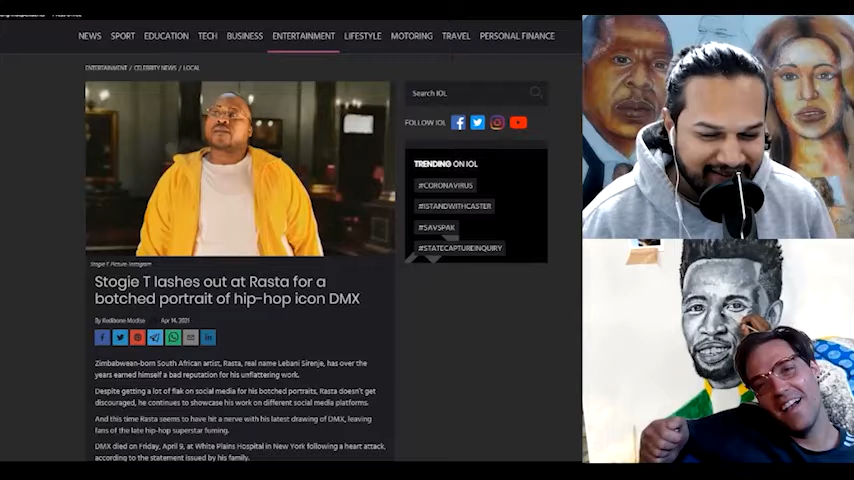 NEWS SPORT EDUCATION TECH BUSINESS ENTERTAINMENT LIFESTYLE MOTORING TRAVEL PERSONAL FINANCE
ENTERTAINMENT / CELEBRITY NEWS / LOCAL
Search IOL
FOLLOW IOL
TRENDING ON IOL
#CORONAVIRUS
#ISTANDWITHCASTER
#SAVSPAK
#STATECAPTUREINQUIRY
Stogie T. Picture: Instagram
Stogie T lashes out at Rasta for a
botched portrait of hip-hop icon DMX
By Redibone Modise Apr 14, 2021
Zimbabwean-born South African artist, Rasta, real name Lebani Sirenje, has over the
years earned himself a bad reputation for his unflattering work.
Despite getting a lot of flak on social media for his botched portraits, Rasta doesn't get
discouraged, he continues to showcase his work on different social media platforms.
And this time Rasta seems to have hit a nerve with his latest drawing of DMX, leaving
fans of the late hip-hop superstar fuming.
DMX died on Friday, April 9, at White Plains Hospital in New York following a heart attack,
according to the statement issued by his family.